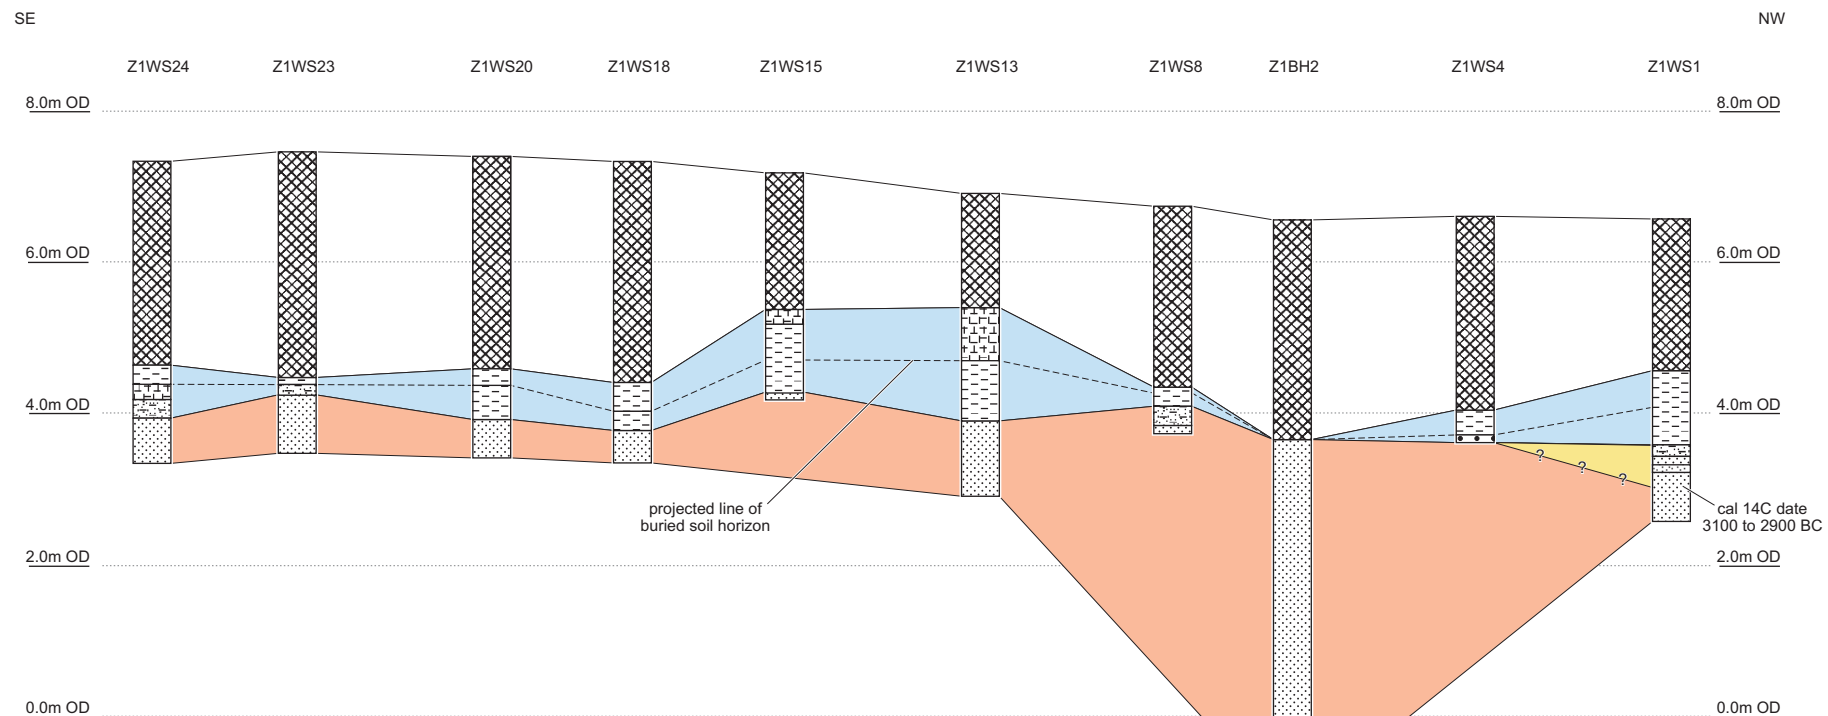 SE NW
Z1WS24 Z1WS23 Z1WS20 Z1WS18 Z1WS15 Z1WS13 Z1WS8 Z1BH2 Z1WS4 Z1WS1
8.0m OD 8.0m OD
6.0m OD 6.0m OD
4.0m OD 4.0m OD
? ? ?
projected line of
buried soil horizon
cal 14C date
3100 to 2900 BC
2.0m OD 2.0m OD
0.0m OD 0.0m OD